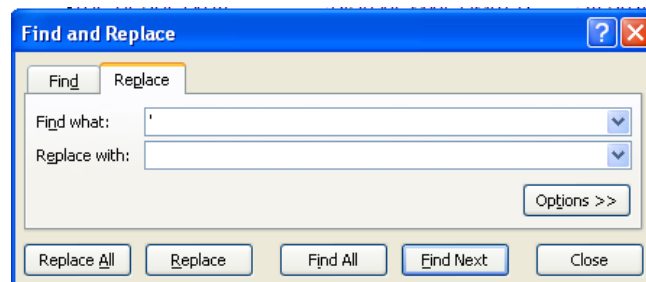 Find and Replace
Find Replace
Find what: '
Replace with:
Options >>
Replace All Replace Find All Find Next Close